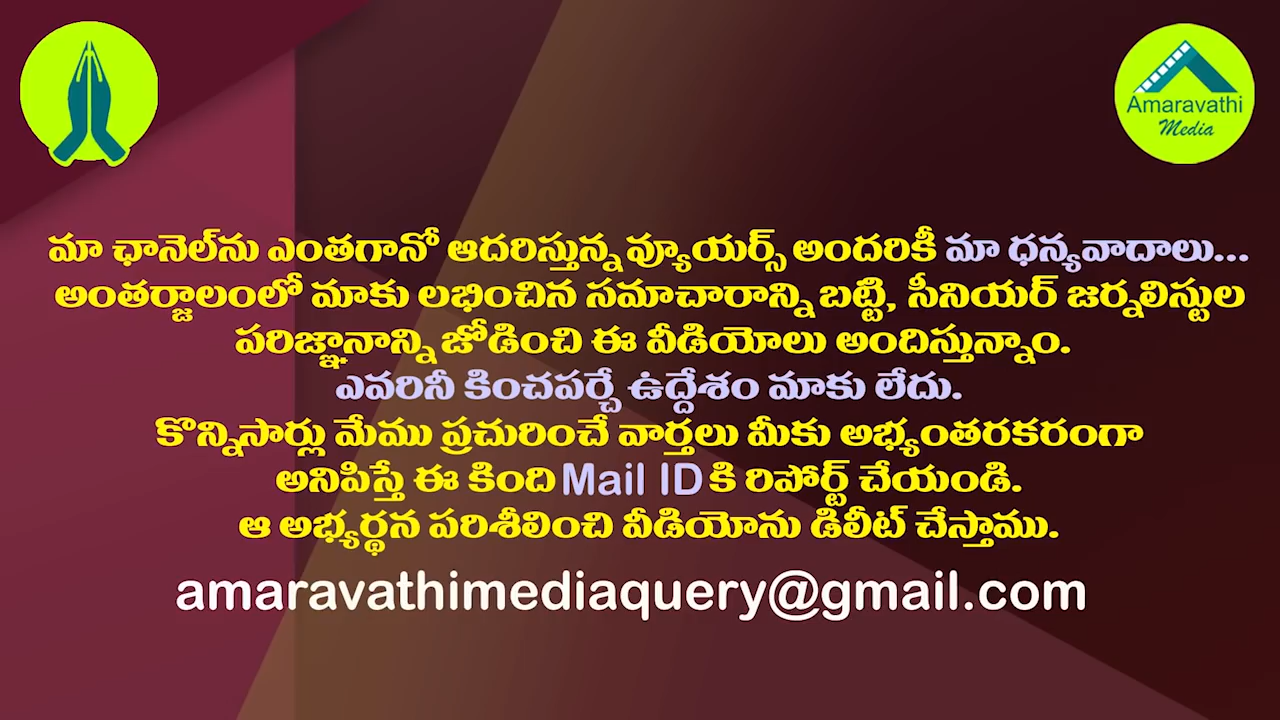 Amaravathi
Media
మా ఛానెల్‌ను ఎంతగానో ఆదరిస్తున్న వ్యూయర్స్ అందరికీ మా ధన్యవాదాలు...
అంతర్జాలంలో మాకు లభించిన సమాచారాన్ని బట్టి, సీనియర్ జర్నలిస్టుల
పరిజ్ఞానాన్ని జోడించి ఈ వీడియోలు అందిస్తున్నాం.
ఎవరినీ కించపర్చే ఉద్దేశం మాకు లేదు.
కొన్నిసార్లు మేము ప్రచురించే వార్తలు మీకు అభ్యంతరకరంగా
అనిపిస్తే ఈ కింది Mail ID కి రిపోర్ట్ చేయండి.
ఆ అభ్యర్థన పరిశీలించి వీడియోను డిలీట్ చేస్తాము.
amaravathimediaquery@gmail.com